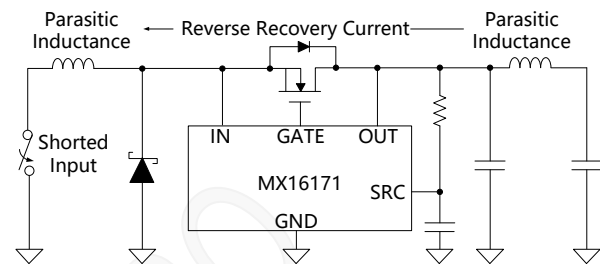 Parasitic
Inductance
Reverse Recovery Current
Parasitic
Inductance
Shorted
Input
IN
GATE
OUT
MX16171
SRC
GND